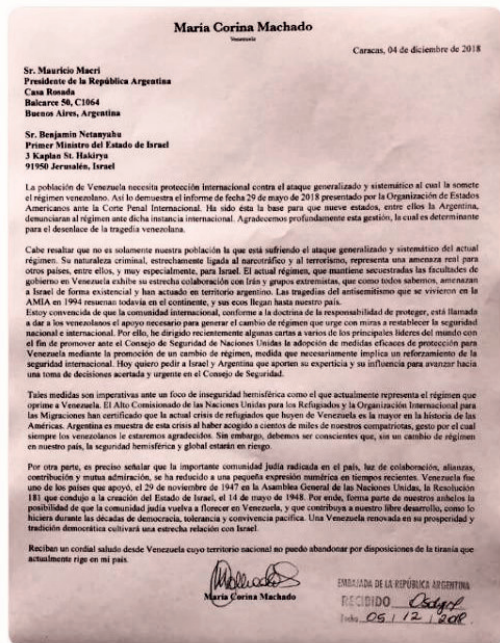 María Corina Machado
Venezuela
Caracas, 04 de diciembre de 2018
Sr. Mauricio Macri
Presidente de la República Argentina
Casa Rosada
Balcarce 50, C1064
Buenos Aires, Argentina
Sr. Benjamin Netanyahu
Primer Ministro del Estado de Israel
3 Kaplan St. Hakirya
91950 Jerusalén, Israel
La población de Venezuela necesita protección internacional contra el ataque generalizado y sistemático al cual la somete
el régimen venezolano. Así lo demuestra el informe de fecha 29 de mayo de 2018 presentado por la Organización de Estados
Americanos ante la Corte Penal Internacional. Ha sido ésta la base para que nueve estados, entre ellos la Argentina,
denunciaran al régimen ante dicha instancia internacional. Agradecemos profundamente esta gestión, la cual es determinante
para el desenlace de la tragedia venezolana.
Cabe resaltar que no es solamente nuestra población la que está sufriendo el ataque generalizado y sistemático del actual
régimen. Su naturaleza criminal, estrechamente ligada al narcotráfico y al terrorismo, representa una amenaza real para
otros países, entre ellos, y muy especialmente, para Israel. El actual régimen, que mantiene secuestradas las facultades de
gobierno en Venezuela exhibe su estrecha colaboración con Irán y grupos extremistas, que como todos sabemos, amenazan
a Israel de forma existencial y han actuado en territorio argentino. Las tragedias del antisemitismo que se vivieron en la
AMIA en 1994 resuenan todavía en el continente, y sus ecos llegan hasta nuestro país.
Estoy convencida de que la comunidad internacional, conforme a la doctrina de la responsabilidad de proteger, está llamada
a dar a los venezolanos el apoyo necesario para generar el cambio de régimen que urge con miras a restablecer la seguridad
nacional e internacional. Por ello, he dirigido recientemente algunas cartas a varios de los principales líderes del mundo con
el fin de promover ante el Consejo de Seguridad de Naciones Unidas la adopción de medidas eficaces de protección para
Venezuela mediante la promoción de un cambio de régimen, medida que necesariamente implica un reforzamiento de la
seguridad internacional. Hoy quiero pedir a Israel y Argentina que aporten su experticia y su influencia para avanzar hacia
una toma de decisiones acertada y urgente en el Consejo de Seguridad.
Tales medidas son imperativas ante un foco de inseguridad hemisférica como el que actualmente representa el régimen que
oprime a Venezuela. El Alto Comisionado de las Naciones Unidas para los Refugiados y la Organización Internacional para
las Migraciones han certificado que la actual crisis de refugiados que huyen de Venezuela es la mayor en la historia de las
Américas. Argentina es muestra de esta crisis al haber acogido a cientos de miles de nuestros compatriotas, gesto por el cual
siempre los venezolanos le estaremos agradecidos. Sin embargo, debemos ser conscientes que, sin un cambio de régimen
en nuestro país, la seguridad hemisférica y global estarán en riesgo.
Por otra parte, es preciso señalar que la importante comunidad judía radicada en el país, luz de colaboración, alianzas,
contribución y mutua admiración, se ha reducido a una pequeña expresión numérica en tiempos recientes. Venezuela fue
uno de los países que apoyó, el 29 de noviembre de 1947 en la Asamblea General de las Naciones Unidas, la Resolución
181 que condujo a la creación del Estado de Israel, el 14 de mayo de 1948. Por ende, forma parte de nuestros anhelos la
posibilidad de que la comunidad judía vuelva a florecer en Venezuela, y que contribuya a nuestro libre desarrollo, como lo
hiciera durante las décadas de democracia, tolerancia y convivencia pacífica. Una Venezuela renovada en su prosperidad y
tradición democrática cultivará una estrecha relación con Israel.
Reciban un cordial saludo desde Venezuela cuyo territorio nacional no puedo abandonar por disposiciones de la tiranía que
actualmente rige en mi país.
María Corina Machado
EMBAJADA DE LA REPÚBLICA ARGENTINA
RECIBIDO
Fecha 05 / 12 / 2018